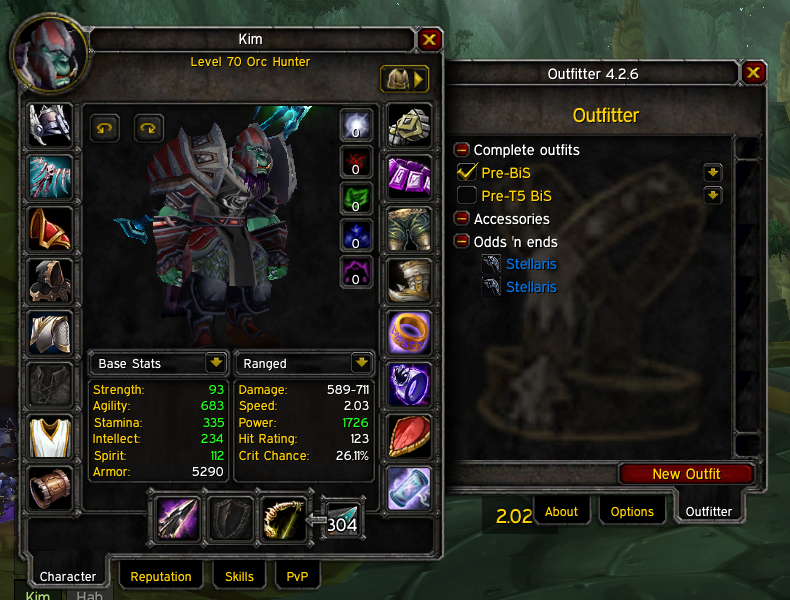 Kim
Level 70 Orc Hunter
0
0
0
0
0
Base Stats
Ranged
Strength: 93
Agility: 683
Stamina: 335
Intellect: 234
Spirit: 112
Armor: 5290
Damage: 589-711
Speed: 2.03
Power: 1726
Hit Rating: 123
Crit Chance: 26.11%
304
Character
Reputation
Skills
PvP
Kim
Hab
Outfitter 4.2.6
Outfitter
Complete outfits
Pre-BiS
Pre-T5 BiS
Accessories
Odds 'n ends
Stellaris
Stellaris
New Outfit
2.02
About
Options
Outfitter